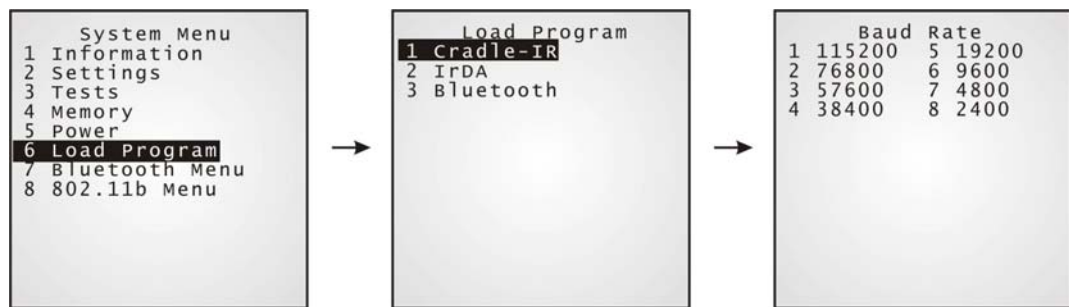 System Menu
1 Information
2 Settings
3 Tests
4 Memory
5 Power
6 Load Program
7 Bluetooth Menu
8 802.11b Menu
Load Program
1 Cradle-IR
2 IrDA
3 Bluetooth
Baud Rate
1 115200 5 19200
2 76800 6 9600
3 57600 7 4800
4 38400 8 2400